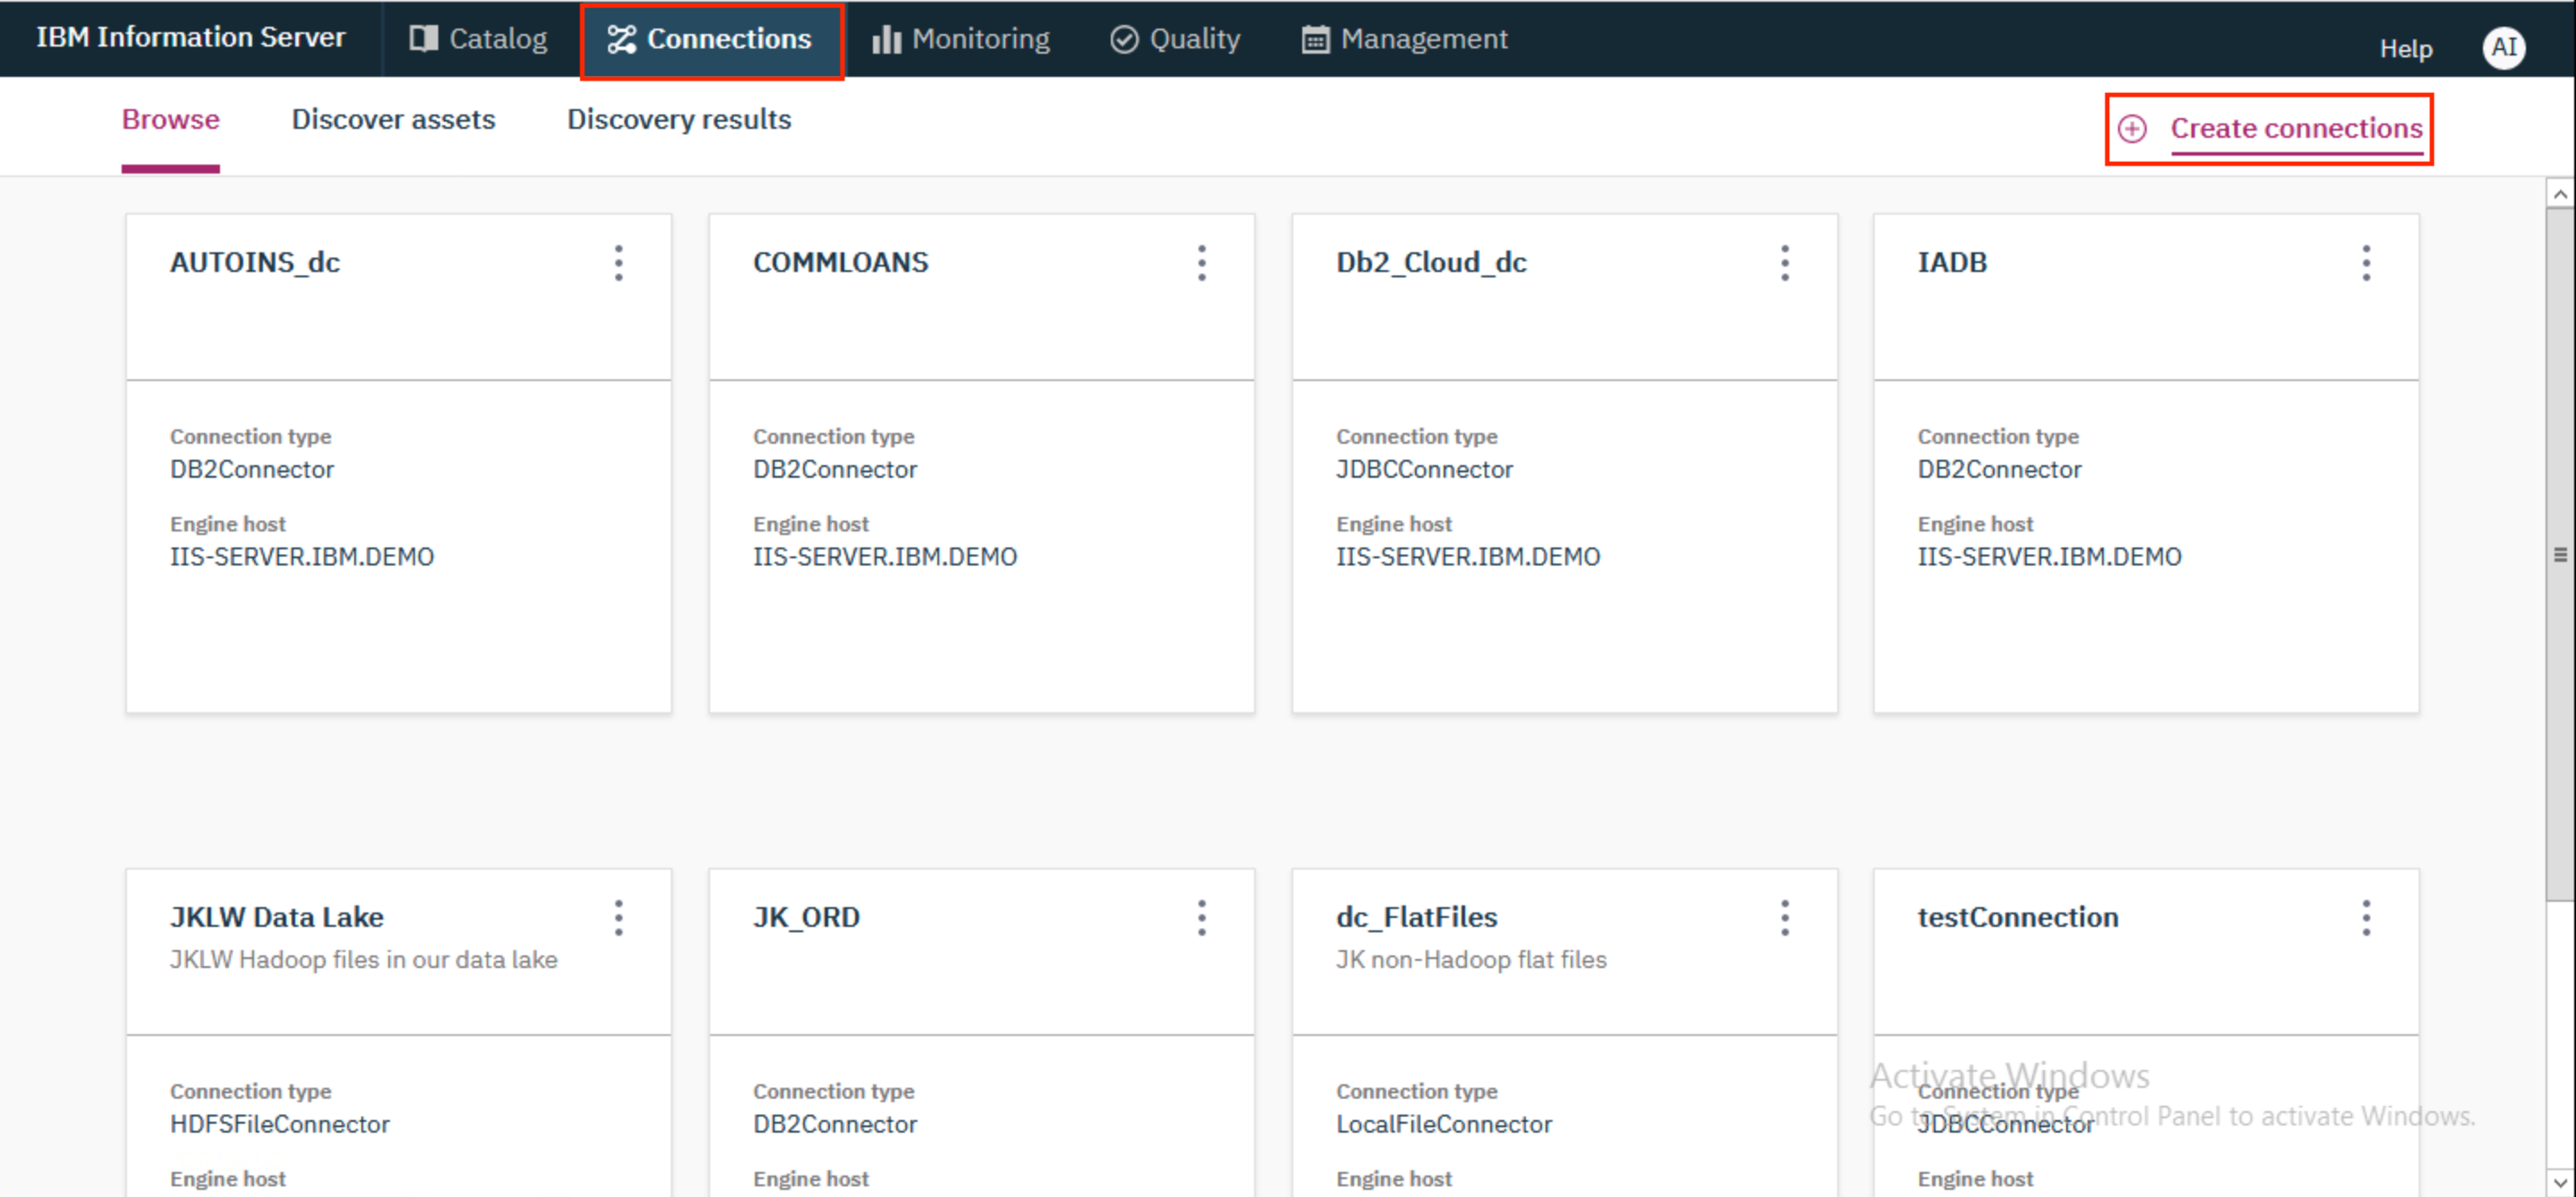 IBM Information Server Catalog Connections Monitoring Quality Management Help AI
Browse Discover assets Discovery results Create connections
AUTOINS_dc COMMLOANS Db2_Cloud_dc IADB
Connection type Connection type Connection type Connection type
DB2Connector DB2Connector JDBCConnector DB2Connector
Engine host Engine host Engine host Engine host
IIS-SERVER.IBM.DEMO IIS-SERVER.IBM.DEMO IIS-SERVER.IBM.DEMO IIS-SERVER.IBM.DEMO
JKLW Data Lake JK_ORD dc_FlatFiles testConnection
JKLW Hadoop files in our data lake JK non-Hadoop flat files
Activate Windows
Connection type Connection type Connection type Connection type
Go to System in Control Panel to activate Windows.
HDFSFileConnector DB2Connector LocalFileConnector JDBCConnector
Engine host Engine host Engine host Engine host